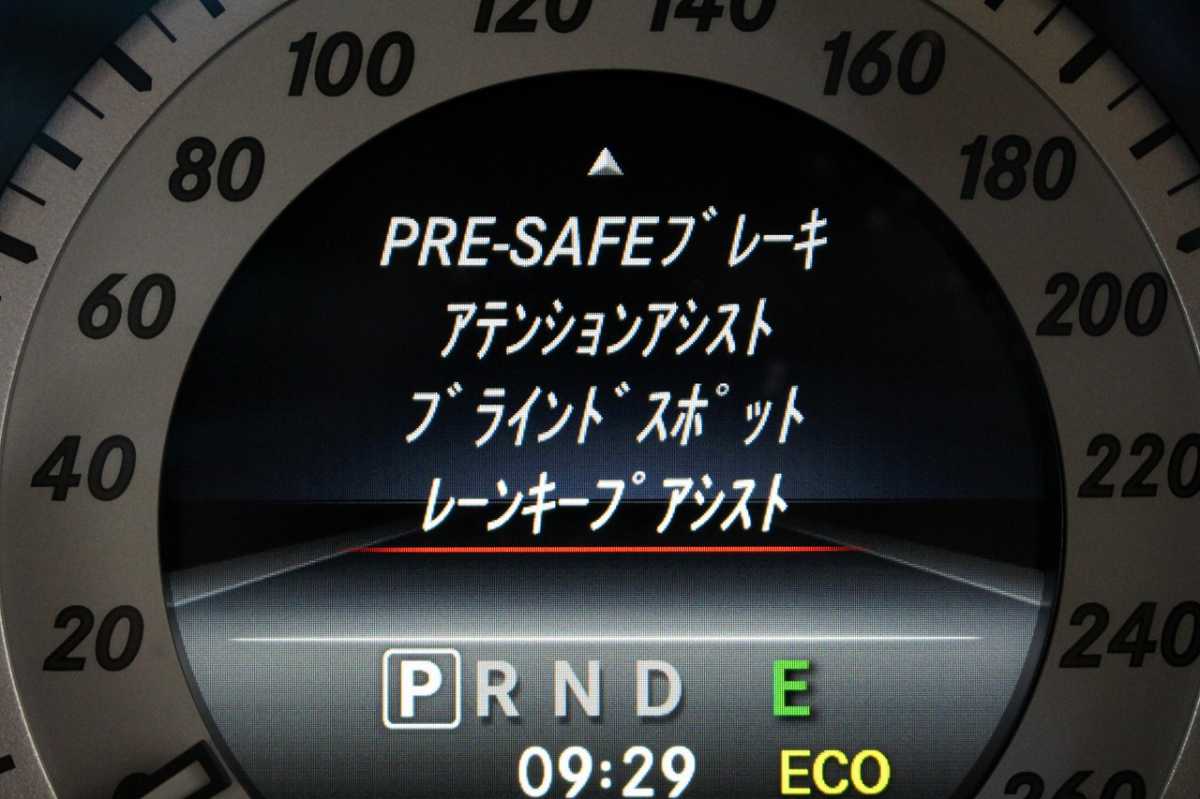 120 140
100 160
80 180
60 200
40 220
20 240
260
PRE-SAFEブレーキ
アテンションアシスト
ブラインドスポット
レーンキープアシスト
P R N D E
09:29 ECO